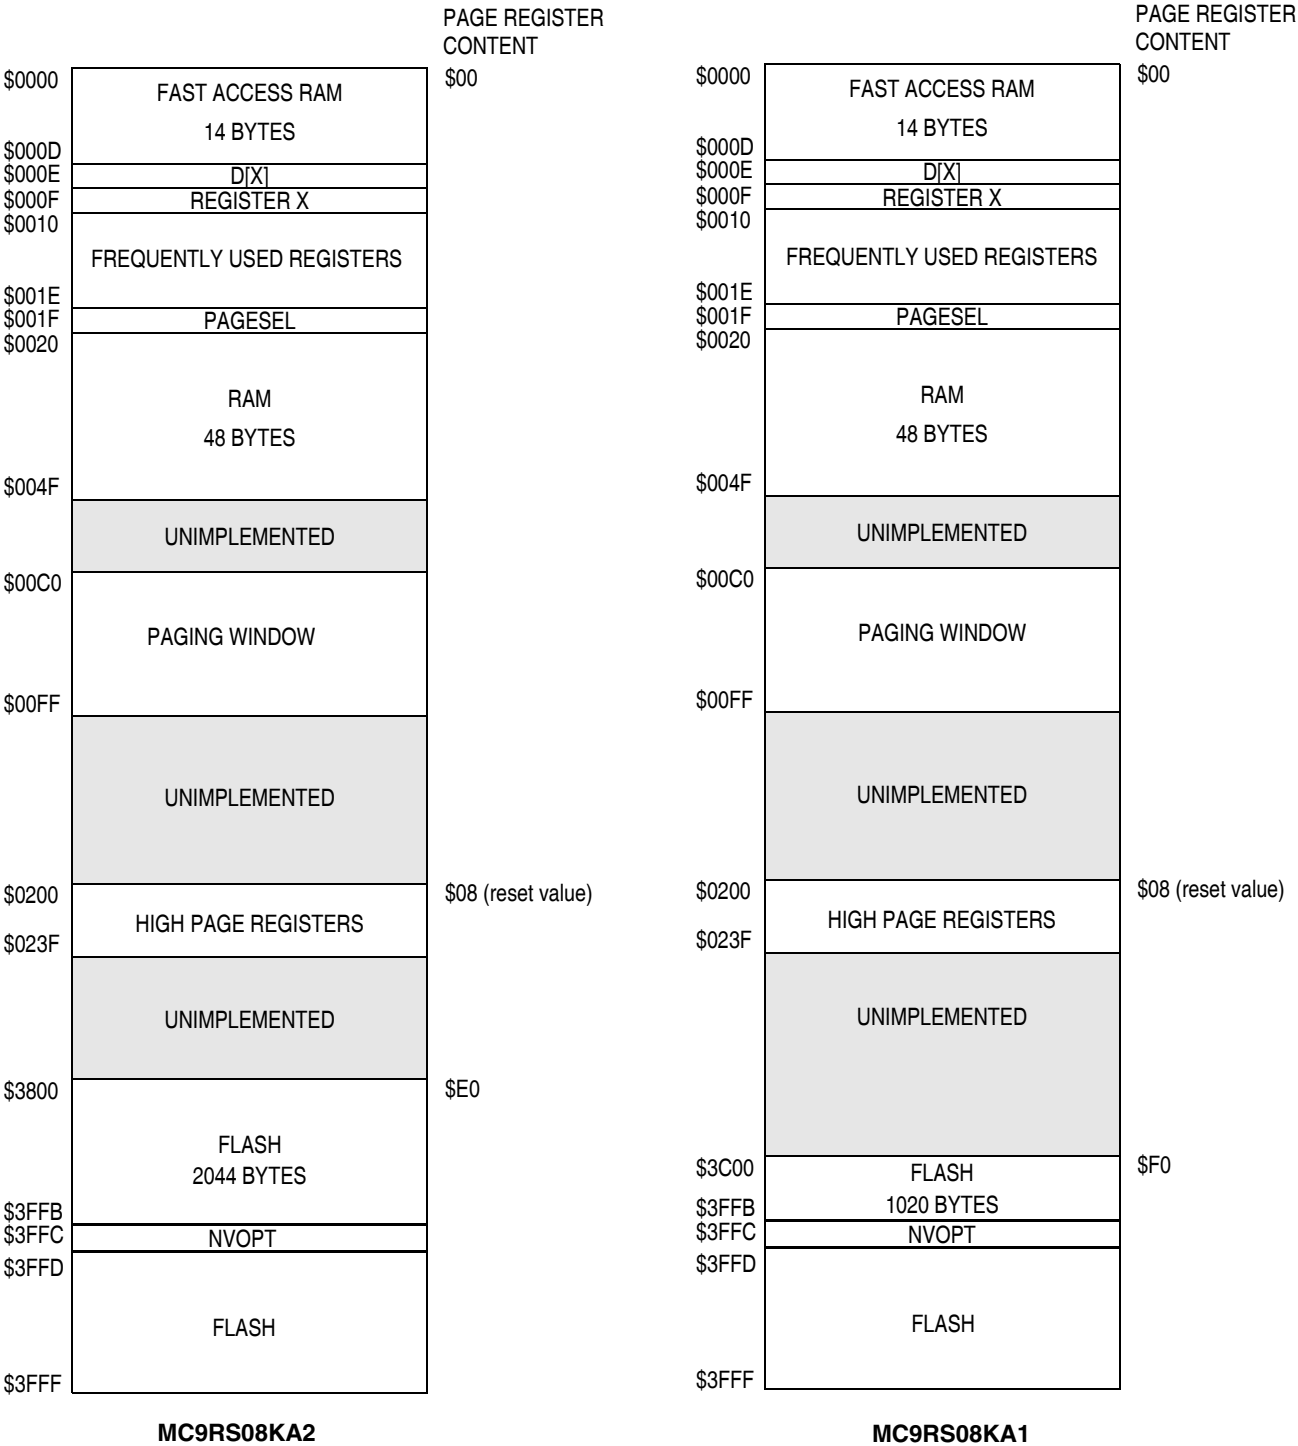 PAGE REGISTER
CONTENT
$0000
FAST ACCESS RAM
$00
14 BYTES
$000D
$000E
D[X]
$000F
REGISTER X
$0010
FREQUENTLY USED REGISTERS
$001E
$001F
PAGESEL
$0020
RAM
48 BYTES
$004F
UNIMPLEMENTED
$00C0
PAGING WINDOW
$00FF
UNIMPLEMENTED
$0200
$08 (reset value)
HIGH PAGE REGISTERS
$023F
UNIMPLEMENTED
$3800
$E0
FLASH
2044 BYTES
$3FFB
$3FFC
NVOPT
$3FFD
FLASH
$3FFF
MC9RS08KA2
PAGE REGISTER
CONTENT
$0000
FAST ACCESS RAM
$00
14 BYTES
$000D
$000E
D[X]
$000F
REGISTER X
$0010
FREQUENTLY USED REGISTERS
$001E
$001F
PAGESEL
$0020
RAM
48 BYTES
$004F
UNIMPLEMENTED
$00C0
PAGING WINDOW
$00FF
UNIMPLEMENTED
$0200
$08 (reset value)
HIGH PAGE REGISTERS
$023F
UNIMPLEMENTED
$3C00
$F0
FLASH
1020 BYTES
$3FFB
$3FFC
NVOPT
$3FFD
FLASH
$3FFF
MC9RS08KA1